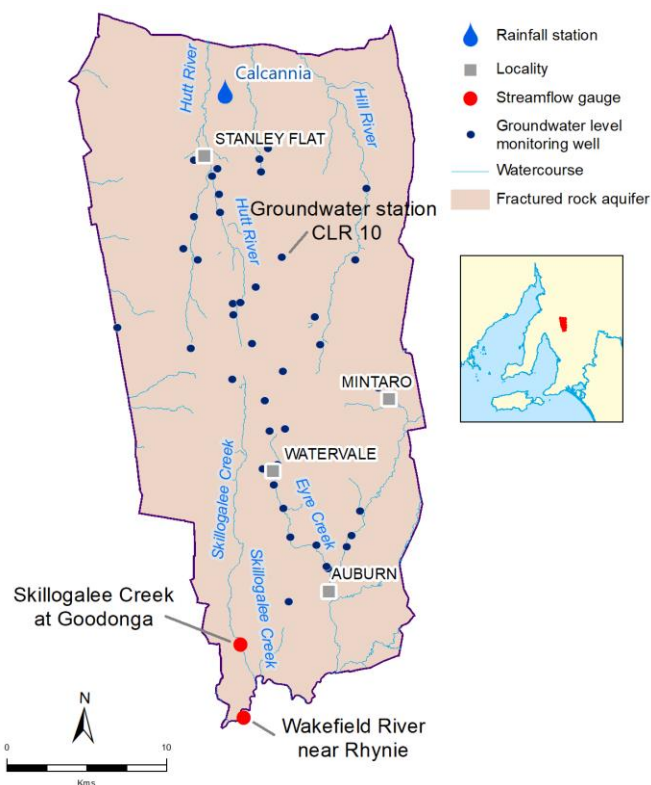 Hutt River
Calcannia
Hill River
STANLEY FLAT
Groundwater station
CLR 10
Hutt River
MINTARO
WATERVALE
Skillogalee Creek
Eyre Creek
Skillogalee Creek
AUBURN
Skillogalee Creek
at Goodonga
Wakefield River
near Rhynie
N
0
10
Kms
Rainfall station
Locality
Streamflow gauge
Groundwater level
monitoring well
Watercourse
Fractured rock aquifer